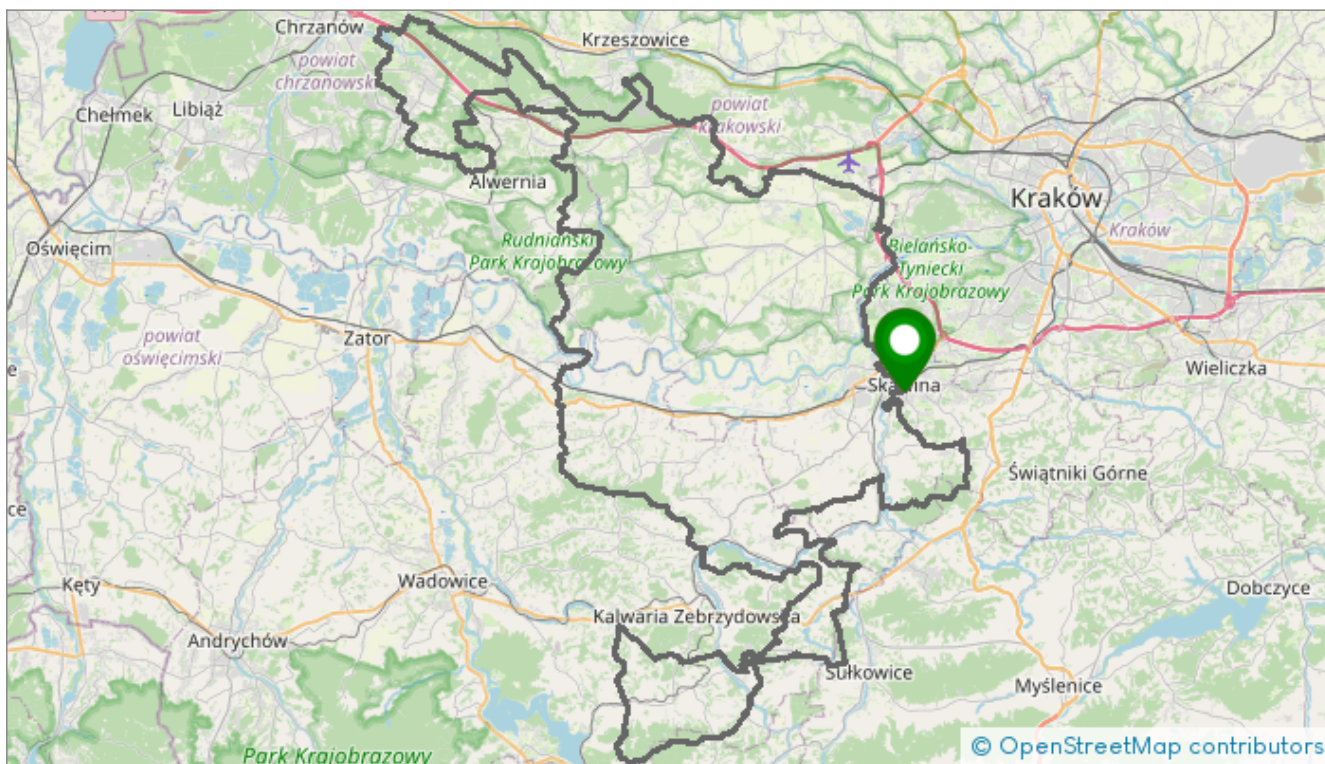 Chrzanów
Krzeszowice
powiat
chrzanowski
Chełmek
Libiąż
powiat
krakowski
Alwernia
Kraków
Kraków
Oświęcim
Rudniański
Park Krajobrazowy
Bielańsko-
Tyniecki
Park Krajobrazowy
powiat
oświęcimski
Zator
Wieliczka
Świątniki Górne
Kęty
Wadowice
Dobczyce
Kalwaria Zebrzydowska
Andrychów
Sułkowice
Myślenice
Park Krajobrazowy
© OpenStreetMap contributors